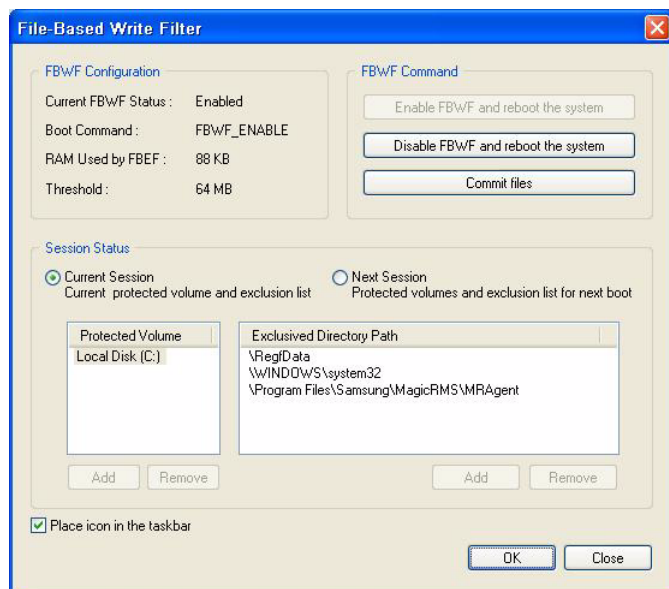 File-Based Write Filter
FBWF Configuration
Current FBWF Status : Enabled
Boot Command : FBWF_ENABLE
RAM Used by FBEF : 88 KB
Threshold : 64 MB
FBWF Command
Enable FBWF and reboot the system
Disable FBWF and reboot the system
Commit files
Session Status
Current Session
Current protected volume and exclusion list
Next Session
Protected volumes and exclusion list for next boot
Protected Volume
Local Disk (C:)
Exclusived Directory Path
\RegfData
\WINDOWS\system32
\Program Files\Samsung\MagicRMS\MRAgent
Add Remove
Add Remove
Place icon in the taskbar
OK Close